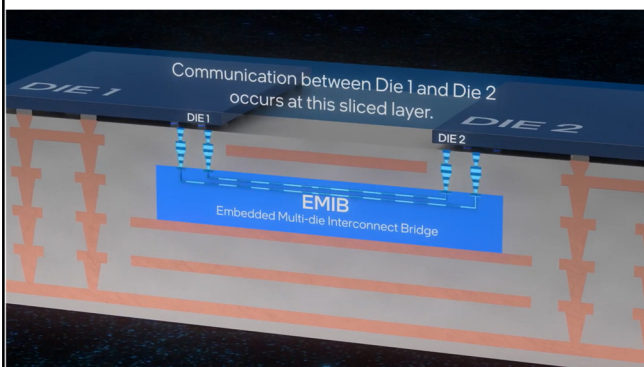 Communication between Die 1 and Die 2
occurs at this sliced layer.
DIE 1
DIE 2
DIE 1
DIE 2
EMIB
Embedded Multi-die Interconnect Bridge